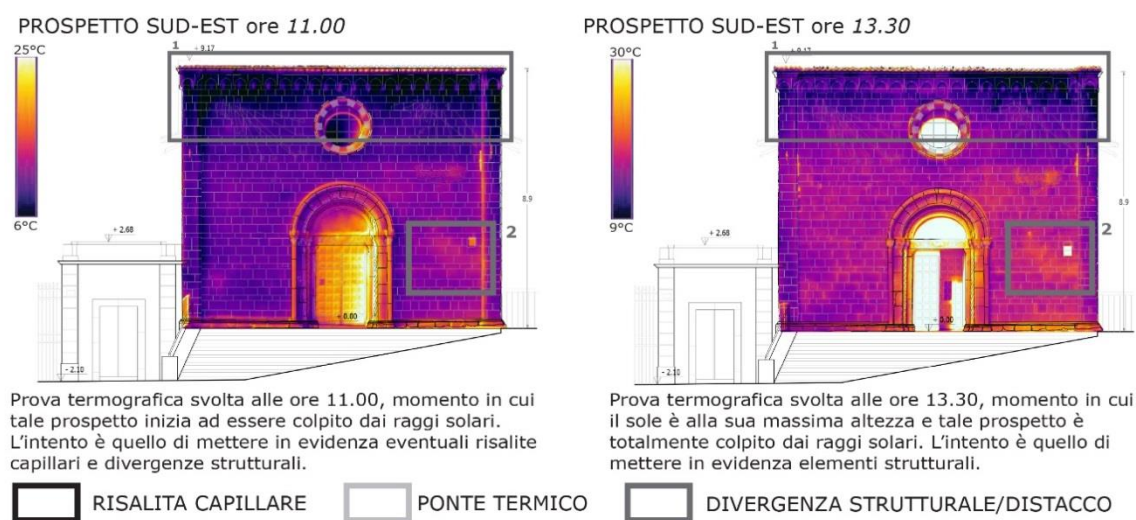 PROSPETTO SUD-EST ore 11.00
25°C
1
+ 9.17
6°C
+ 2.68
8.9
2
+ 0.00
- 2.10
Prova termografica svolta alle ore 11.00, momento in cui
tale prospetto inizia ad essere colpito dai raggi solari.
L'intento è quello di mettere in evidenza eventuali risalite
capillari e divergenze strutturali.
PROSPETTO SUD-EST ore 13.30
30°C
1
+ 9.17
9°C
+ 2.68
8.9
2
+ 0.00
- 2.10
Prova termografica svolta alle ore 13.30, momento in cui
il sole è alla sua massima altezza e tale prospetto è
totalmente colpito dai raggi solari. L'intento è quello di
mettere in evidenza elementi strutturali.
RISALITA CAPILLARE
PONTE TERMICO
DIVERGENZA STRUTTURALE/DISTACCO